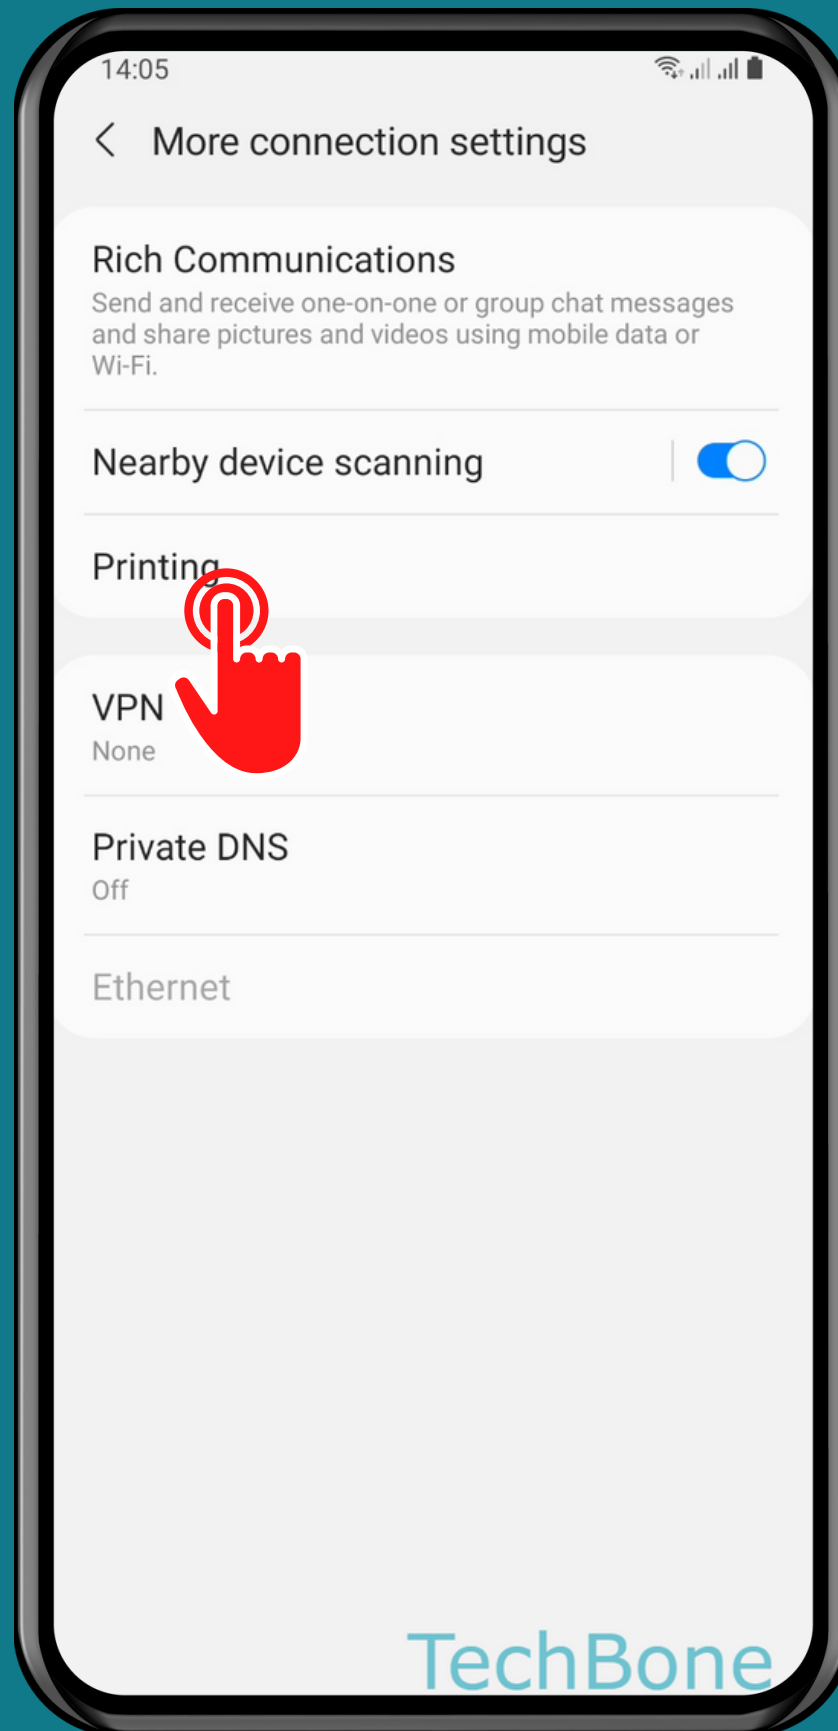 14:05
More connection settings
Rich Communications
Send and receive one-on-one or group chat messages
and share pictures and videos using mobile data or
Wi-Fi.
Nearby device scanning
Printing
VPN
None
Private DNS
Off
Ethernet
TechBone